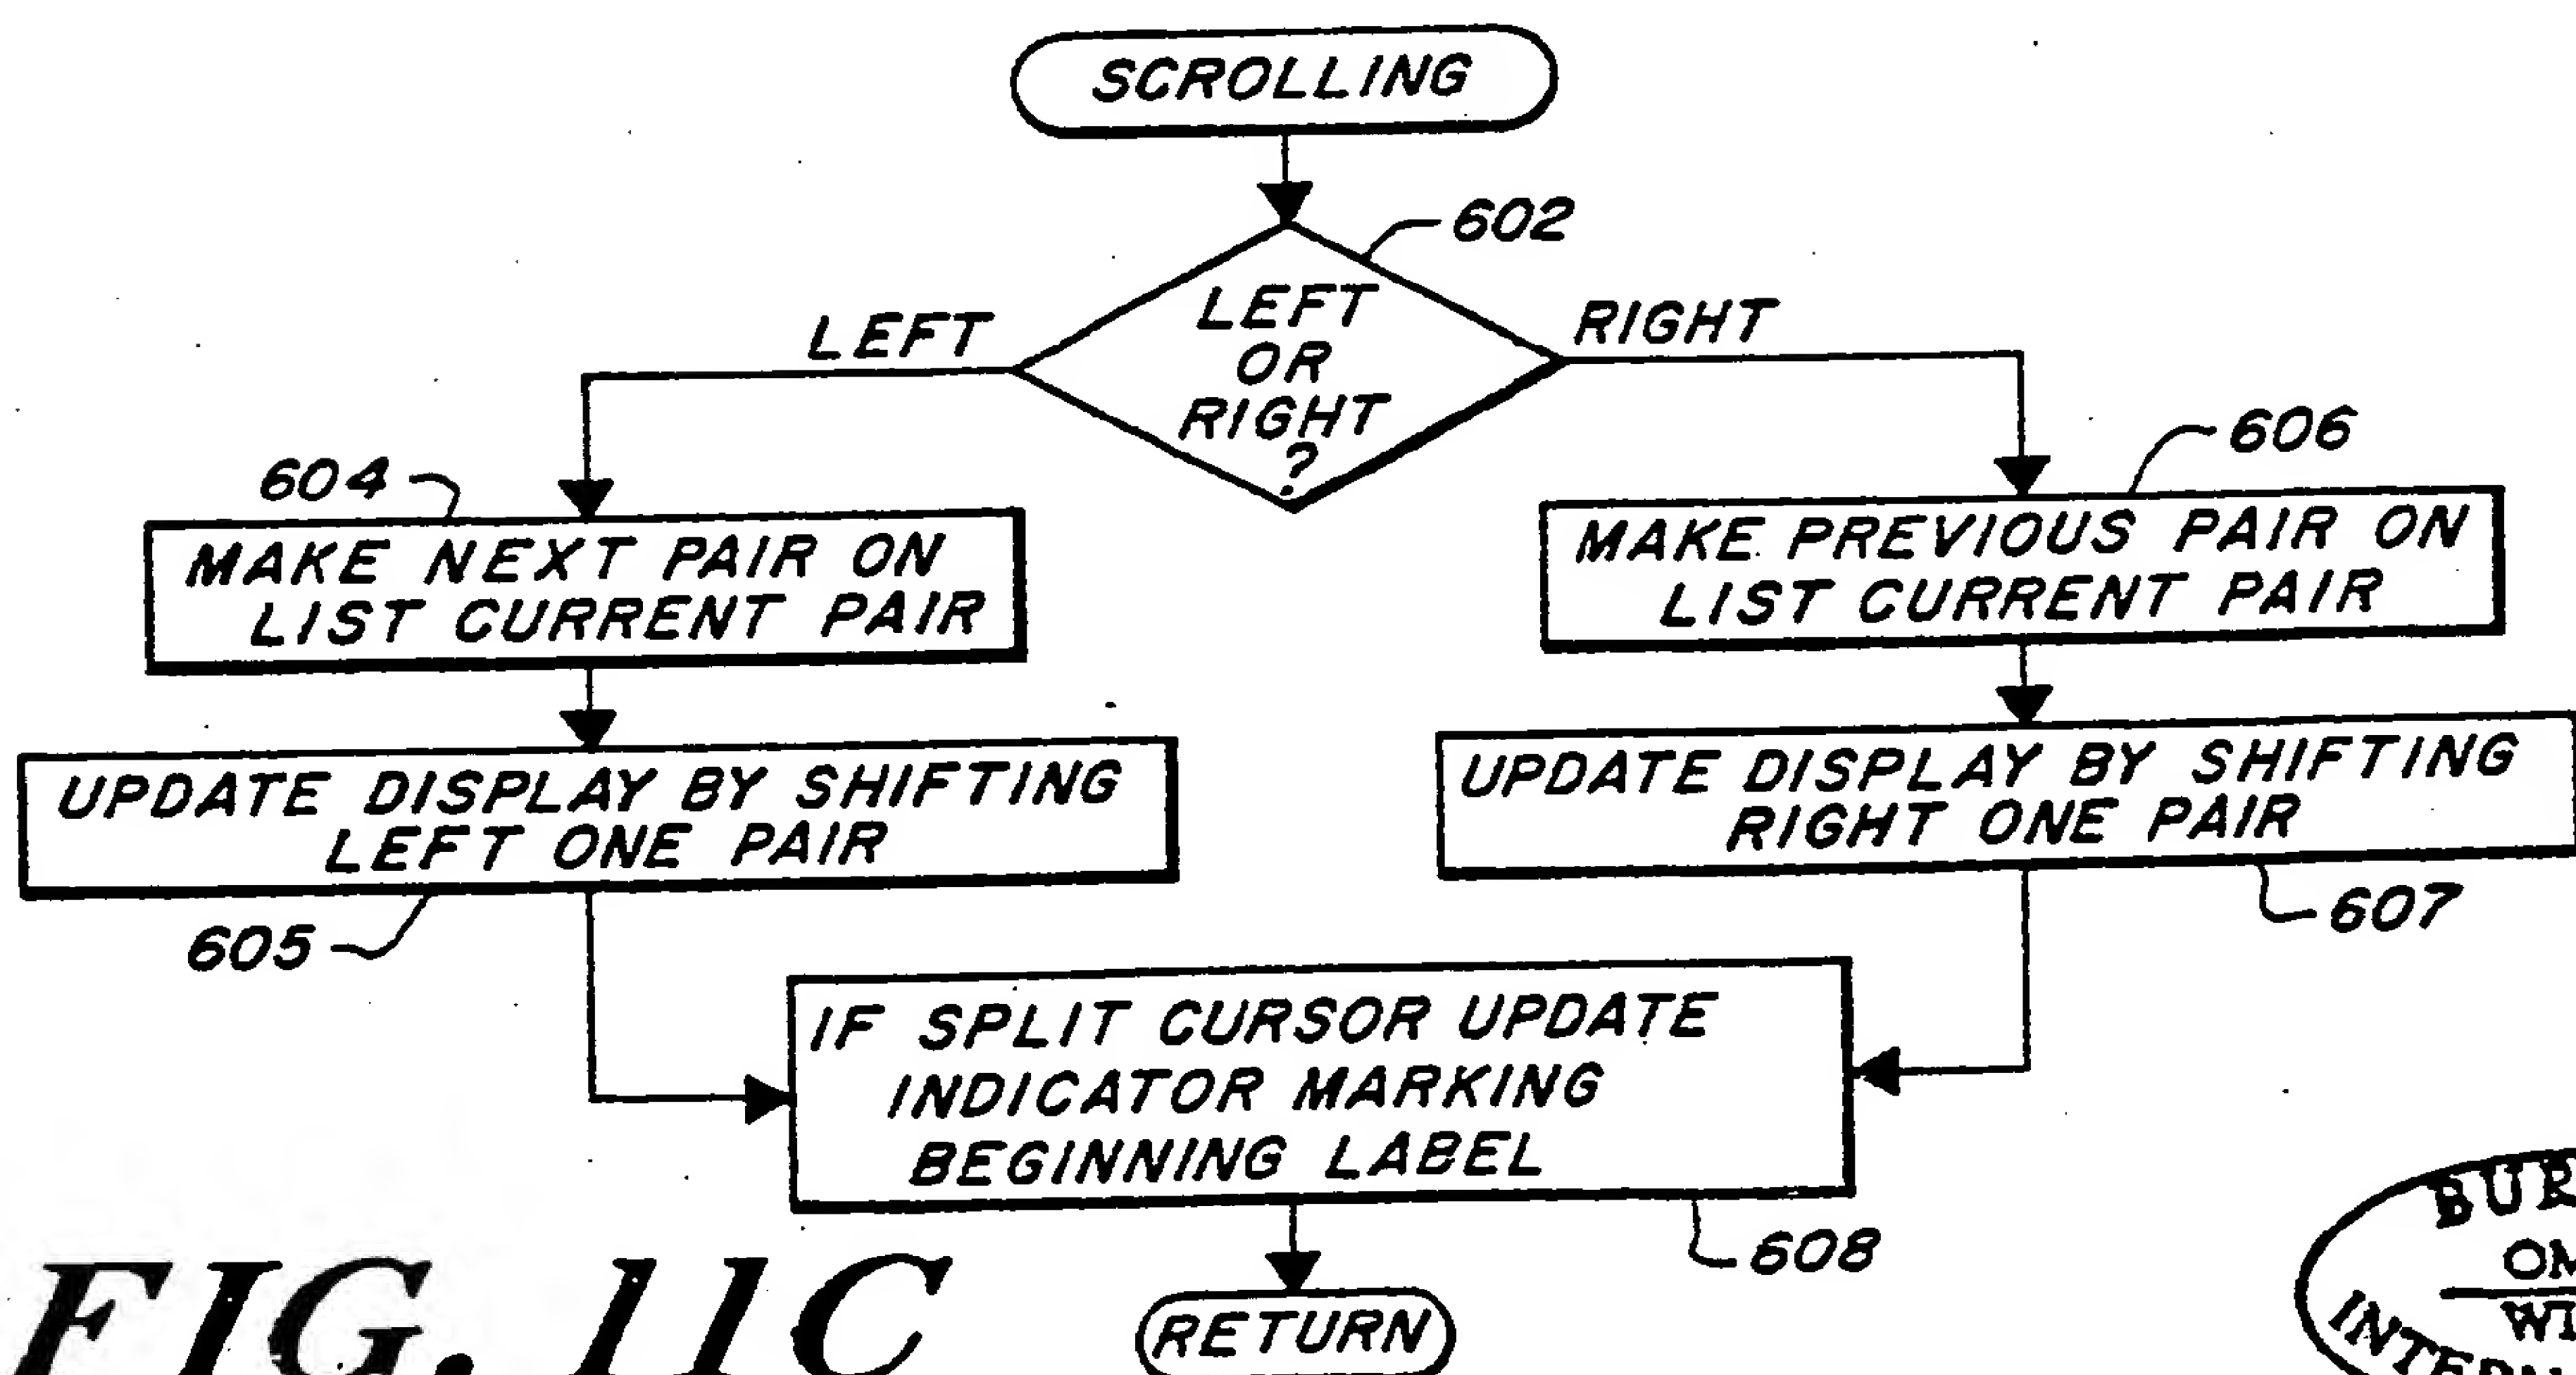 SCROLLING
602
LEFT
OR
RIGHT
?
LEFT
RIGHT
604
606
MAKE NEXT PAIR ON
LIST CURRENT PAIR
MAKE PREVIOUS PAIR ON
LIST CURRENT PAIR
UPDATE DISPLAY BY SHIFTING
LEFT ONE PAIR
UPDATE DISPLAY BY SHIFTING
RIGHT ONE PAIR
605
607
IF SPLIT CURSOR UPDATE
INDICATOR MARKING
BEGINNING LABEL
608
RETURN
FIG. 11C